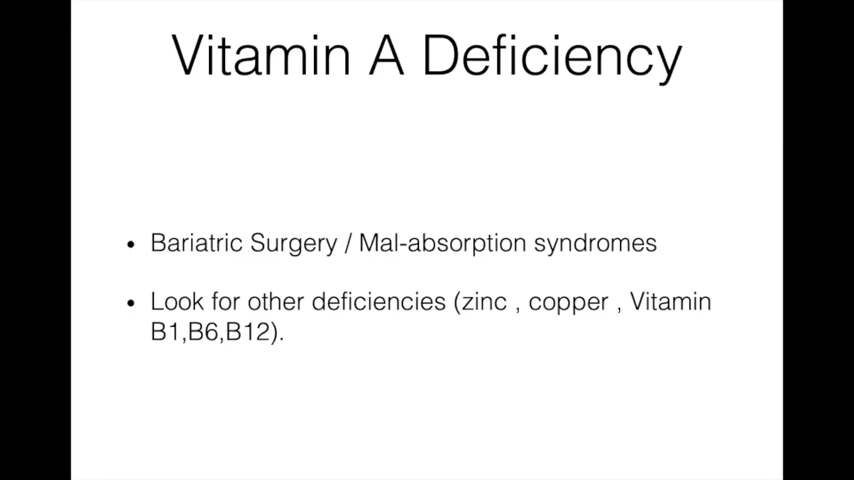 Vitamin A Deficiency
• Bariatric Surgery / Mal-absorption syndromes
• Look for other deficiencies (zinc , copper , Vitamin
B1,B6,B12).